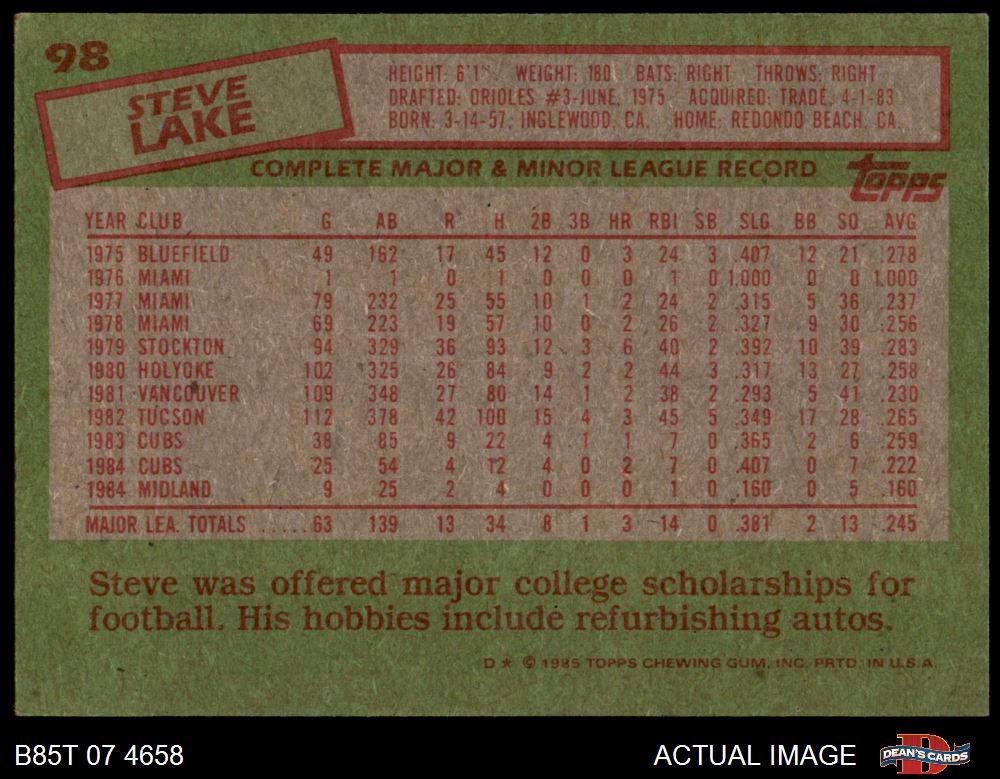 98
STEVE
LAKE
HEIGHT: 6'1" WEIGHT: 180 BATS: RIGHT THROWS: RIGHT
DRAFTED: ORIOLES #3-JUNE, 1975 ACQUIRED: TRADE, 4-1-83
BORN: 3-14-57, INGLEWOOD, CA. HOME: REDONDO BEACH, CA.
COMPLETE MAJOR & MINOR LEAGUE RECORD
Topps
YEAR CLUB G AB R H 2B 3B HR RBI SB SLG BB SO AVG
1975 BLUEFIELD 49 162 17 45 12 0 3 24 3 .407 12 21 .278
1976 MIAMI 1 1 0 1 0 0 0 1 0 1.000 0 0 1.000
1977 MIAMI 79 232 25 55 10 1 2 24 2 .315 5 36 .237
1978 MIAMI 69 223 19 57 10 0 2 26 2 .327 9 30 .256
1979 STOCKTON 94 329 36 93 12 3 6 40 2 .392 10 39 .283
1980 HOLYOKE 102 325 26 84 9 2 2 44 3 .317 13 27 .258
1981 VANCOUVER 109 348 27 80 14 1 2 38 2 .293 5 41 .230
1982 TUCSON 112 378 42 100 15 4 3 45 5 .349 17 28 .265
1983 CUBS 38 85 9 22 4 1 1 7 0 .365 2 6 .259
1984 CUBS 25 54 4 12 4 0 2 7 0 .407 0 7 .222
1984 MIDLAND 9 25 2 4 0 0 0 1 0 .160 0 5 .160
MAJOR LEA. TOTALS ..... 63 139 13 34 8 1 3 14 0 .381 2 13 .245
Steve was offered major college scholarships for
football. His hobbies include refurbishing autos.
D * © 1985 TOPPS CHEWING GUM, INC. PRTD. IN U.S.A.
B85T 07 4658
ACTUAL IMAGE
DEAN'S CARDS